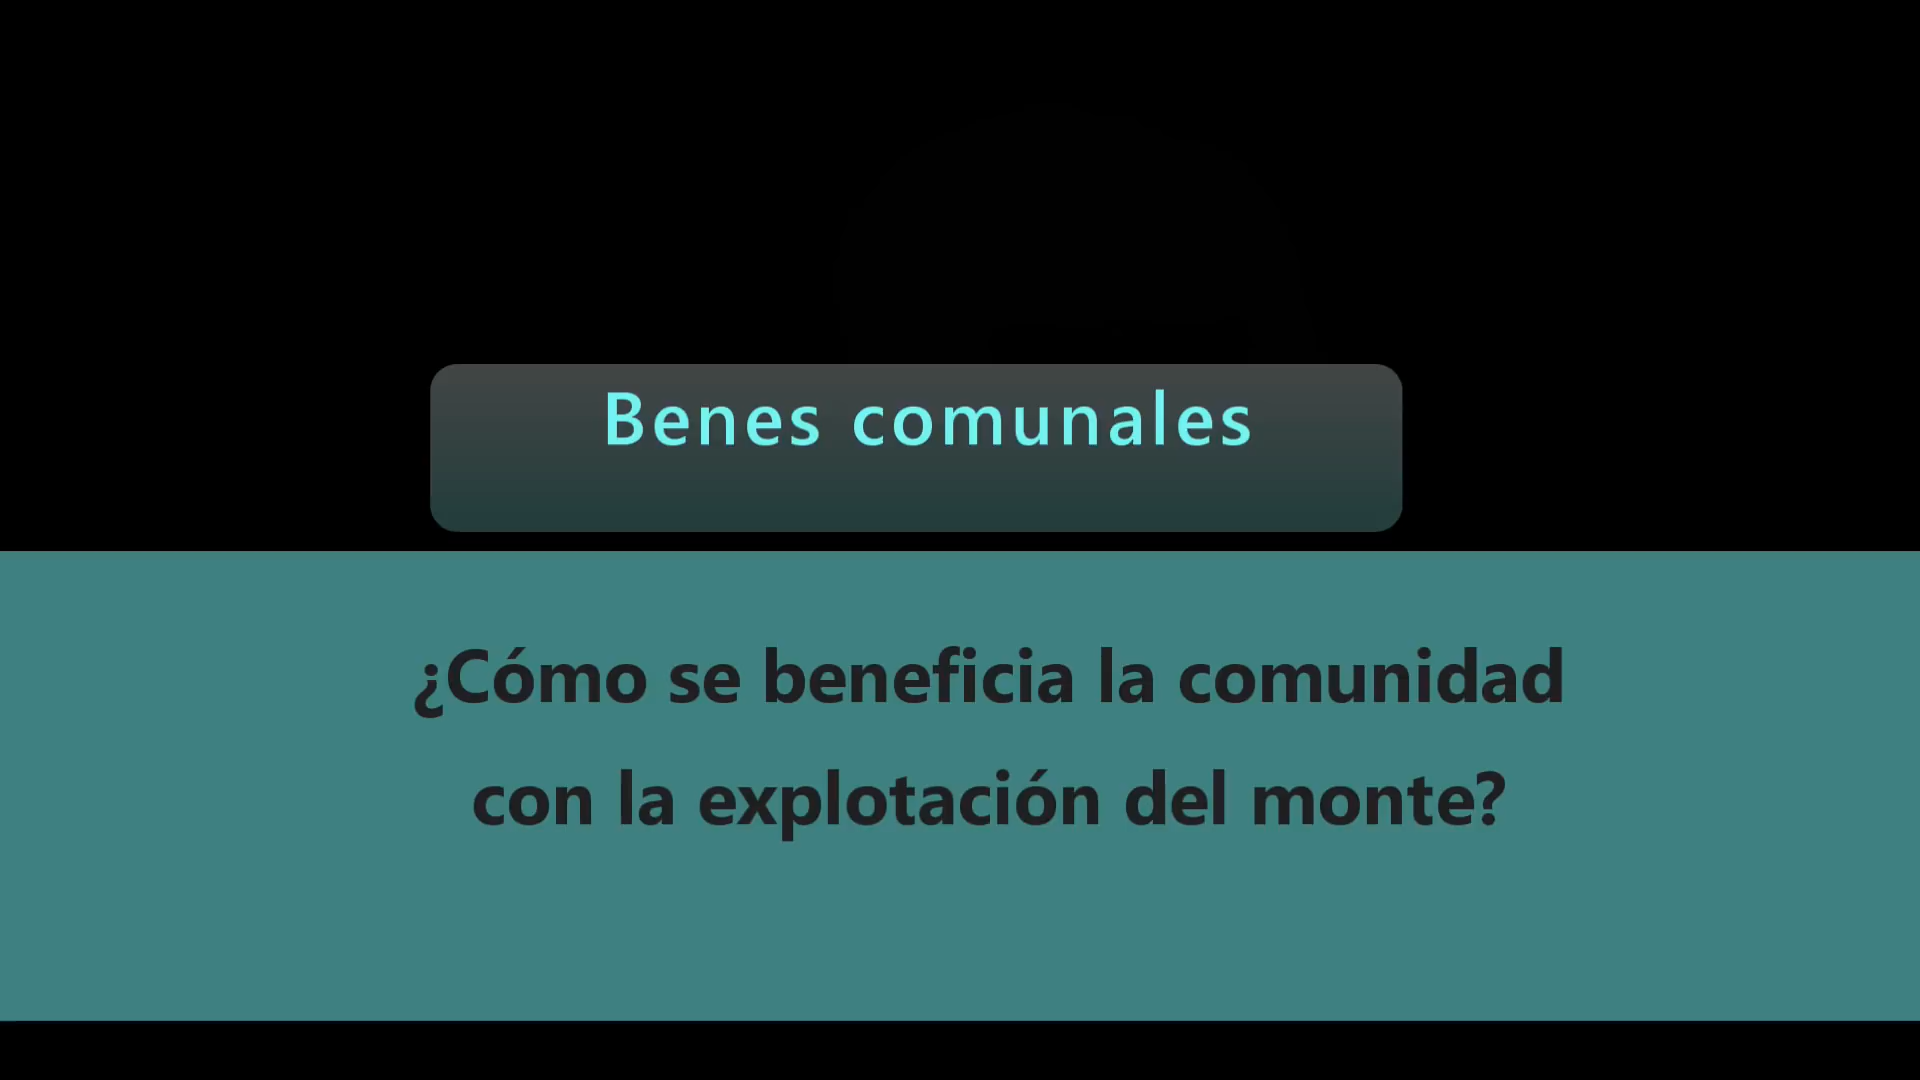 Benes comunales
¿Cómo se beneficia la comunidad
con la explotación del monte?